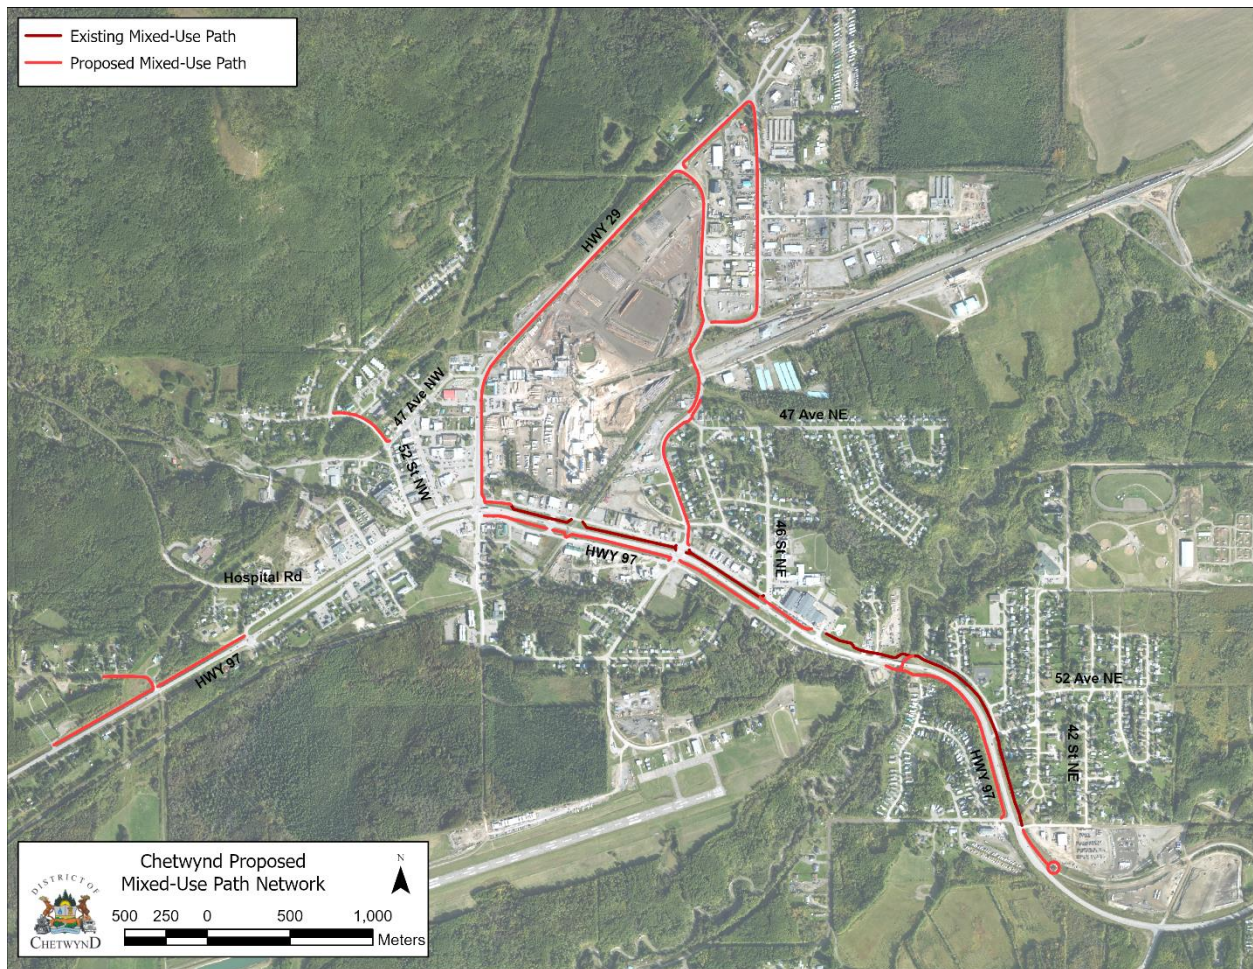 Existing Mixed-Use Path
Proposed Mixed-Use Path
HWY 29
47 Ave NW
47 Ave NE
52 St NW
46 St NE
HWY 97
Hospital Rd
HWY 97
52 Ave NE
42 St NE
HWY 97
Chetwynd Proposed
Mixed-Use Path Network
N
DISTRICT OF
CHETWYND
500 250 0 500 1,000
Meters